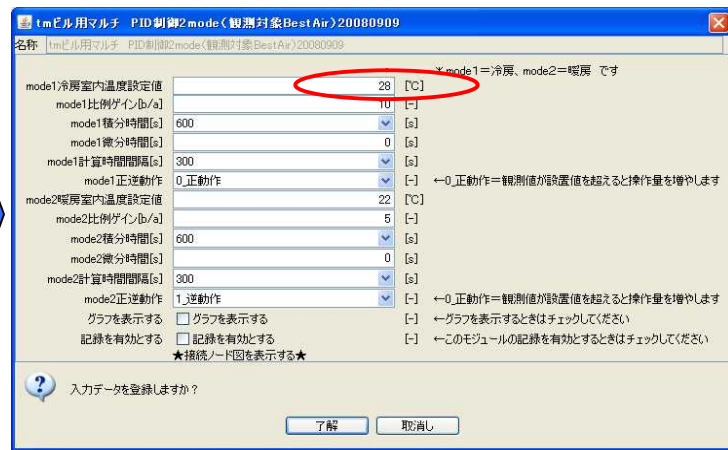 tmビル用マルチ PID制御2mode(観測対象BestAir)20080909
名称 tmビル用マルチ PID制御2mode(観測対象BestAir)20080909
*mode1=冷房、mode2=暖房 です
mode1冷房室内温度設定値 28 [℃]
mode1比例ゲイン[b/a] 10 [-]
mode1積分時間[s] 600 [s]
mode1微分時間[s] 0 [s]
mode1計算時間間隔[s] 300 [s]
mode1正逆動作 0_正動作 [-] ←0_正動作=観測値が設置値を超えると操作量を増やします
mode2暖房室内温度設定値 22 [℃]
mode2比例ゲイン[b/a] 5 [-]
mode2積分時間[s] 600 [s]
mode2微分時間[s] 0 [s]
mode2計算時間間隔[s] 300 [s]
mode2正逆動作 1_逆動作 [-] ←0_正動作=観測値が設置値を超えると操作量を増やします
グラフを表示する グラフを表示する [-] ←グラフを表示するときはチェックしてください
記録を有効とする 記録を有効とする [-] ←このモジュールの記録を有効とするときはチェックしてください
★接続ノード図を表示する★
入力データを登録しますか?
了解 取消し